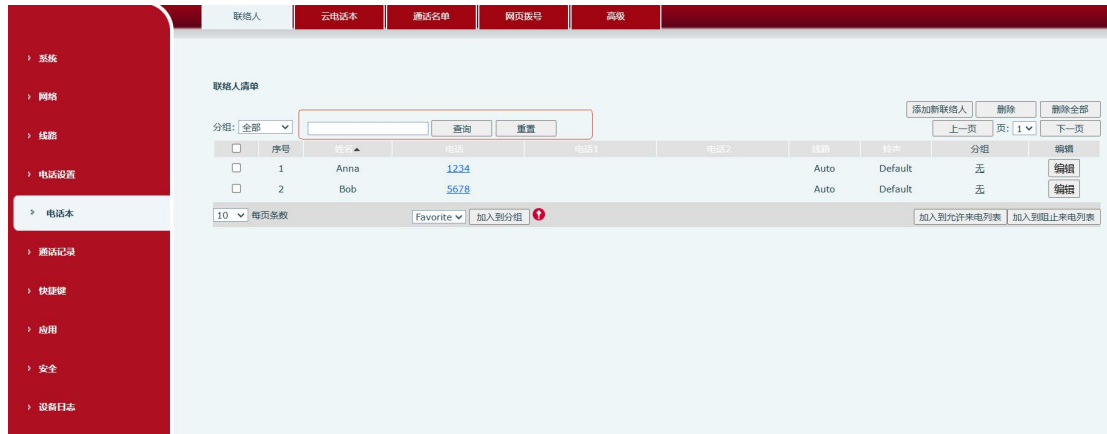 联络人 云电话本 通话名单 网页拨号 高级
系统
网络
线路
电话设置
电话本
通话记录
快捷键
应用
安全
设备日志
联络人清单
添加新联络人 删除 删除全部
分组: 全部 查询 重置 上一页 页: 1 下一页
序号 姓名 电话 电话1 电话2 线路 铃声 分组 编辑
1 Anna 1234 Auto Default 无 编辑
2 Bob 5678 Auto Default 无 编辑
10 每页条数 Favorite 加入到分组 加入到允许来电列表 加入到阻止来电列表